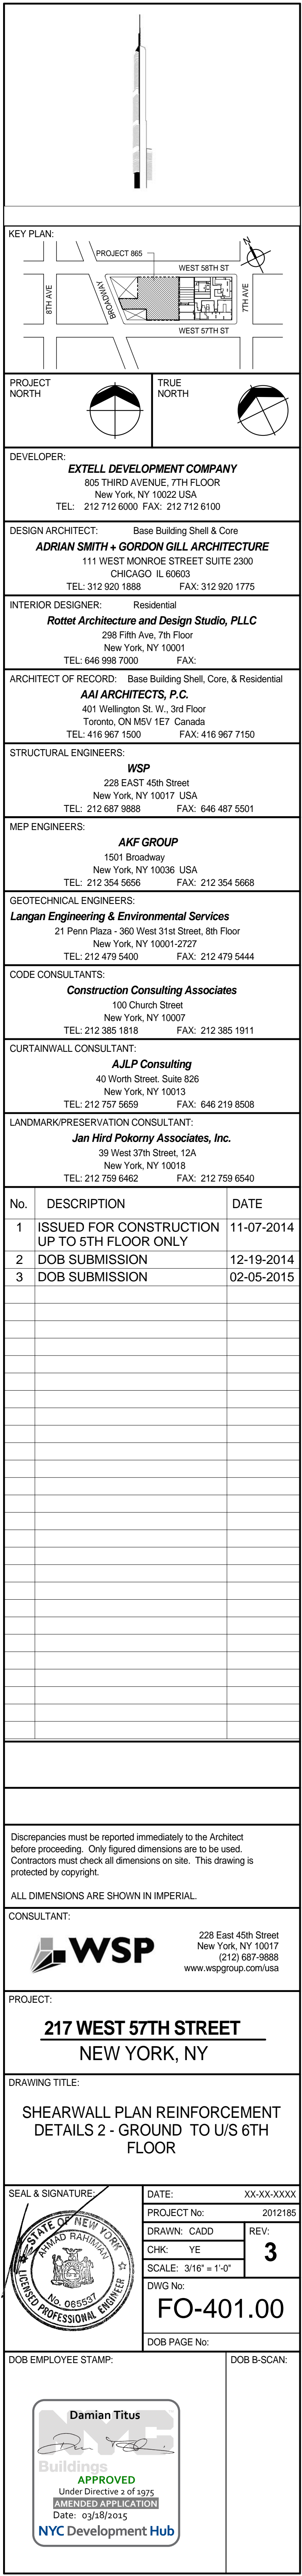 KEY PLAN:
N
PROJECT 865
WEST 58TH ST
8TH AVE
BROADWAY
7TH AVE
WEST 57TH ST
PROJECT
NORTH
TRUE
NORTH
DEVELOPER:
EXTELL DEVELOPMENT COMPANY
805 THIRD AVENUE, 7TH FLOOR
New York, NY 10022 USA
TEL: 212 712 6000 FAX: 212 712 6100
DESIGN ARCHITECT: Base Building Shell & Core
ADRIAN SMITH + GORDON GILL ARCHITECTURE
111 WEST MONROE STREET SUITE 2300
CHICAGO IL 60603
TEL: 312 920 1888 FAX: 312 920 1775
INTERIOR DESIGNER: Residential
Rottet Architecture and Design Studio, PLLC
298 Fifth Ave, 7th Floor
New York, NY 10001
TEL: 646 998 7000 FAX:
ARCHITECT OF RECORD: Base Building Shell, Core, & Residential
AAI ARCHITECTS, P.C.
401 Wellington St. W., 3rd Floor
Toronto, ON M5V 1E7 Canada
TEL: 416 967 1500 FAX: 416 967 7150
STRUCTURAL ENGINEERS:
WSP
228 EAST 45th Street
New York, NY 10017 USA
TEL: 212 687 9888 FAX: 646 487 5501
MEP ENGINEERS:
AKF GROUP
1501 Broadway
New York, NY 10036 USA
TEL: 212 354 5656 FAX: 212 354 5668
GEOTECHNICAL ENGINEERS:
Langan Engineering & Environmental Services
21 Penn Plaza - 360 West 31st Street, 8th Floor
New York, NY 10001-2727
TEL: 212 479 5400 FAX: 212 479 5444
CODE CONSULTANTS:
Construction Consulting Associates
100 Church Street
New York, NY 10007
TEL: 212 385 1818 FAX: 212 385 1911
CURTAINWALL CONSULTANT:
AJLP Consulting
40 Worth Street. Suite 826
New York, NY 10013
TEL: 212 757 5659 FAX: 646 219 8508
LANDMARK/PRESERVATION CONSULTANT:
Jan Hird Pokorny Associates, Inc.
39 West 37th Street, 12A
New York, NY 10018
TEL: 212 759 6462 FAX: 212 759 6540
No. DESCRIPTION DATE
1 ISSUED FOR CONSTRUCTION 11-07-2014
UP TO 5TH FLOOR ONLY
2 DOB SUBMISSION 12-19-2014
3 DOB SUBMISSION 02-05-2015
Discrepancies must be reported immediately to the Architect
before proceeding. Only figured dimensions are to be used.
Contractors must check all dimensions on site. This drawing is
protected by copyright.
ALL DIMENSIONS ARE SHOWN IN IMPERIAL.
CONSULTANT:
WSP
228 East 45th Street
New York, NY 10017
(212) 687-9888
www.wspgroup.com/usa
PROJECT:
217 WEST 57TH STREET
NEW YORK, NY
DRAWING TITLE:
SHEARWALL PLAN REINFORCEMENT
DETAILS 2 - GROUND TO U/S 6TH
FLOOR
SEAL & SIGNATURE:
STATE OF NEW YORK
AHMAD RAHIMIAN
No. 065537
LICENSED PROFESSIONAL ENGINEER
DATE: XX-XX-XXXX
PROJECT No: 2012185
DRAWN: CADD
REV:
3
CHK: YE
SCALE: 3/16" = 1'-0"
DWG No:
FO-401.00
DOB PAGE No:
DOB EMPLOYEE STAMP:
DOB B-SCAN:
Damian Titus
NYC
Buildings
APPROVED
Under Directive 2 of 1975
AMENDED APPLICATION
Date: 03/18/2015
NYC Development Hub